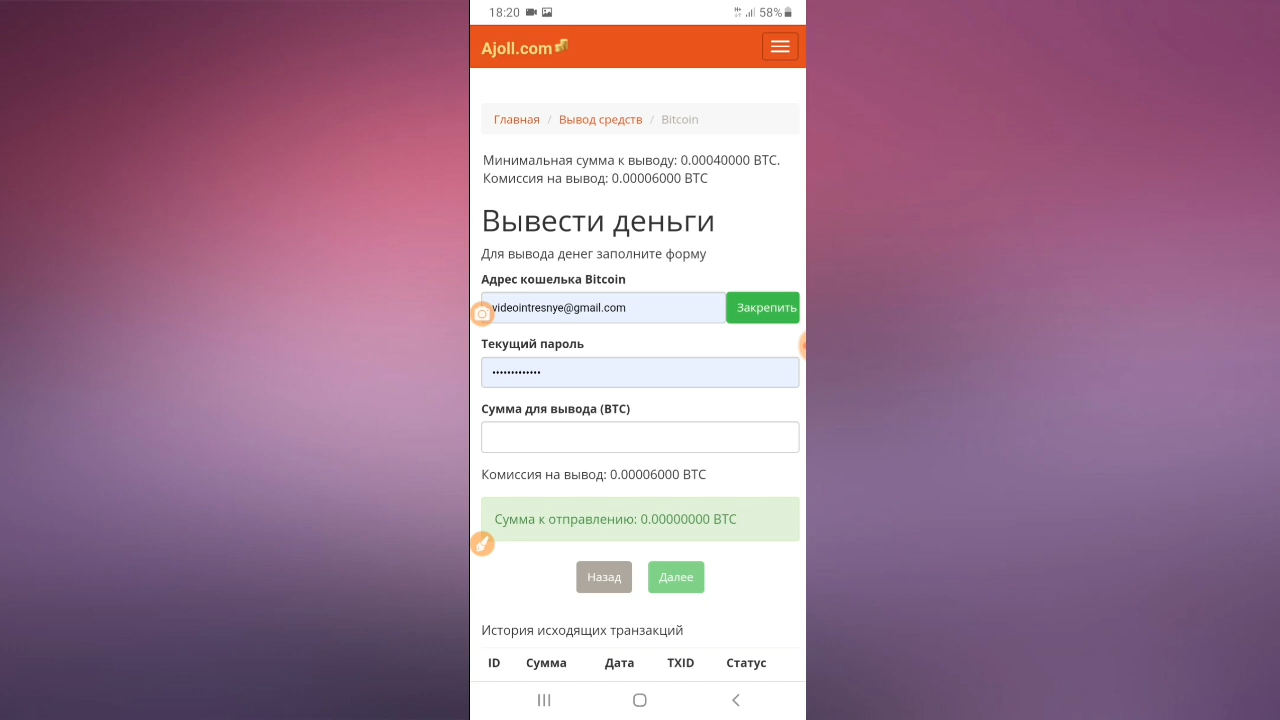 18:20 58%
Ajoll.com
Главная / Вывод средств / Bitcoin
Минимальная сумма к выводу: 0.00040000 BTC.
Комиссия на вывод: 0.00006000 BTC
Вывести деньги
Для вывода денег заполните форму
Адрес кошелька Bitcoin
videointresnye@gmail.com Закрепить
Текущий пароль
•••••••••••••
Сумма для вывода (BTC)
Комиссия на вывод: 0.00006000 BTC
Сумма к отправлению: 0.00000000 BTC
Назад Далее
История исходящих транзакций
ID Сумма Дата TXID Статус